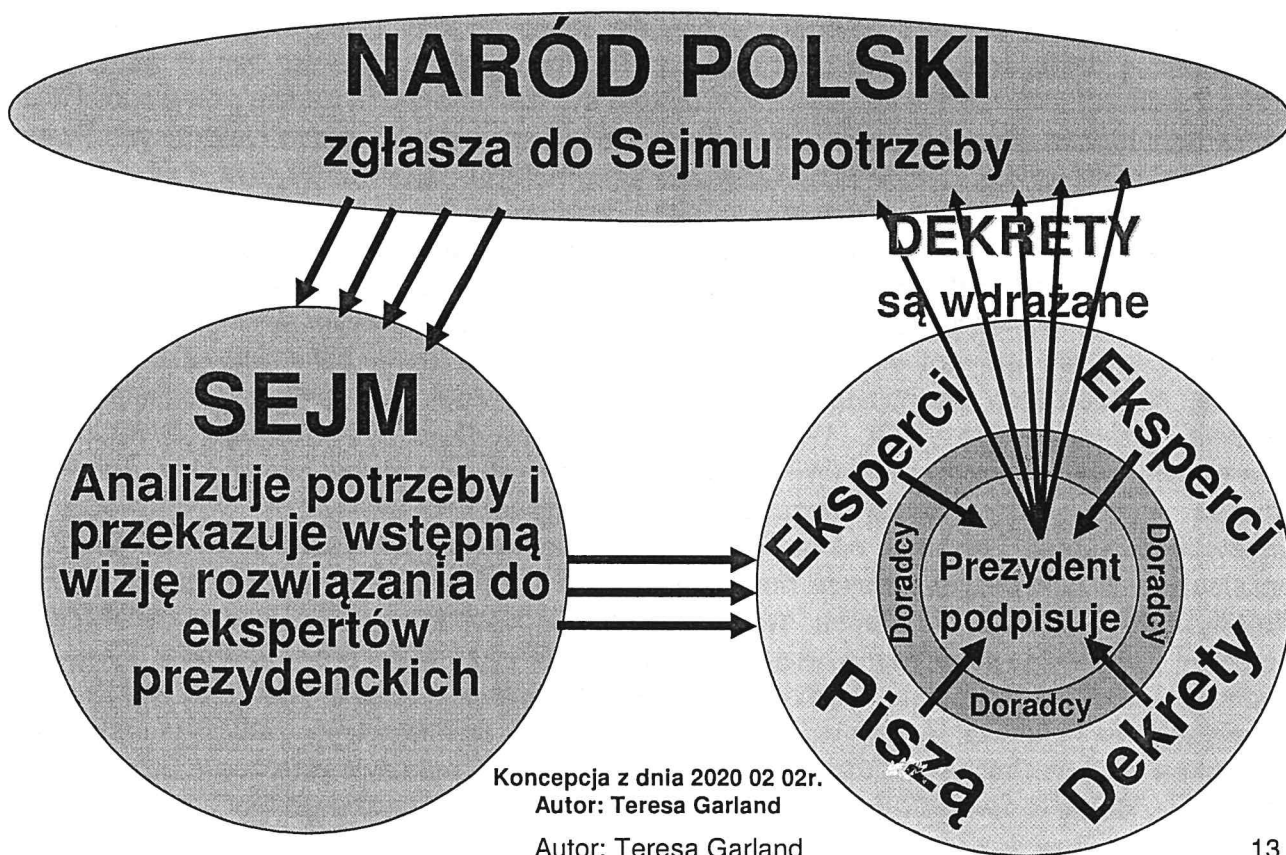 NARÓD POLSKI
zgłasza do Sejmu potrzeby
DEKRETY
są wdrażane
SEJM
Analizuje potrzeby i
przekazuje wstępną
wizję rozwiązania do
ekspertów
prezydenckich
Eksperci
Eksperci
Piszą
Dekrety
Doradcy
Doradcy
Doradcy
Prezydent
podpisuje
Koncepcja z dnia 2020 02 02r.
Autor: Teresa Garland
Autor: Teresa Garland
13